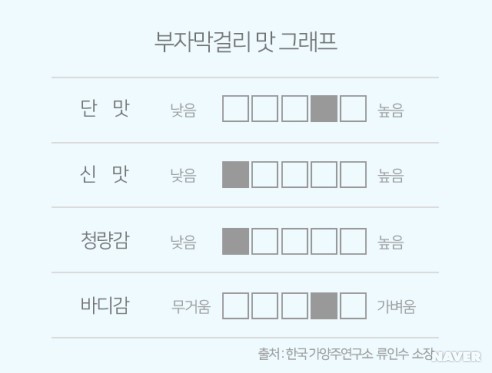 부자막걸리 맛 그래프
단 맛 낮음 높음
신 맛 낮음 높음
청량감 낮음 높음
바디감 무거움 가벼움
출처 : 한국가양주연구소 류인수 소장
NAVER